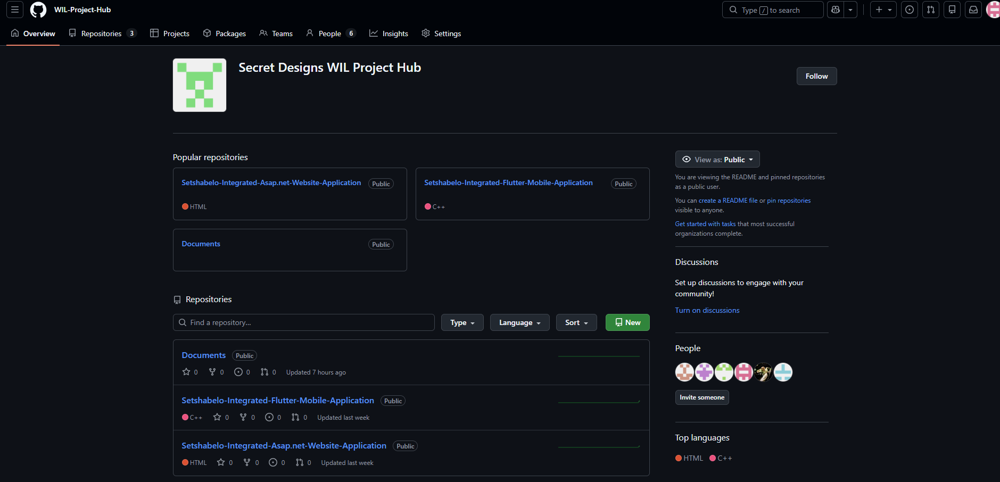 WIL-Project-Hub
Type / to search
Overview
Repositories 3
Projects
Packages
Teams
People 6
Insights
Settings
Secret Designs WIL Project Hub
Follow
Popular repositories
Setshabelo-Integrated-Asap.net-Website-Application Public
HTML
Setshabelo-Integrated-Flutter-Mobile-Application Public
C++
Documents Public
Repositories
Find a repository...
Type
Language
Sort
New
Documents Public
0 0 0 0 Updated 7 hours ago
Setshabelo-Integrated-Flutter-Mobile-Application Public
C++ 0 0 0 0 Updated last week
Setshabelo-Integrated-Asap.net-Website-Application Public
HTML 0 0 0 0 Updated last week
View as: Public
You are viewing the README and pinned repositories
as a public user.
You can create a README file or pin repositories
visible to anyone.
Get started with tasks that most successful
organizations complete.
Discussions
Set up discussions to engage with your
community!
Turn on discussions
People
Invite someone
Top languages
HTML C++